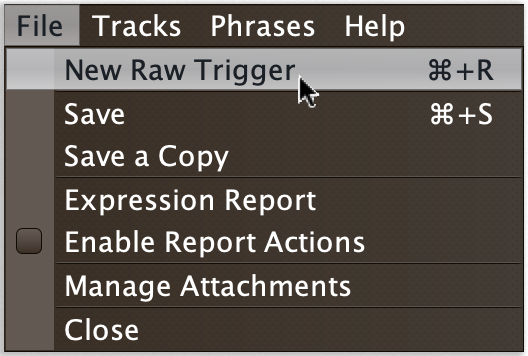 File Tracks Phrases Help
New Raw Trigger ⌘+R
Save ⌘+S
Save a Copy
Expression Report
Enable Report Actions
Manage Attachments
Close